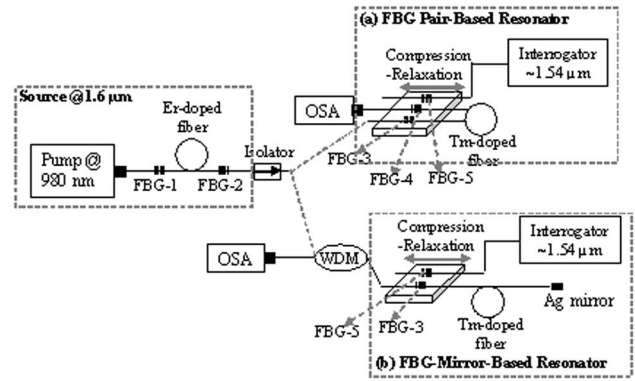 (a) FBG Pair-Based Resonator
Compression
-Relaxation
Interrogator
~1.54 µm
Source @1.6 µm
Er-doped
fiber
OSA
Isolator
Tm-doped
fiber
Pump @
980 nm
FBG-1
FBG-2
FBG-3
FBG-4
FBG-5
Compression
-Relaxation
Interrogator
~1.54 µm
OSA
WDM
Ag mirror
FBG-5
FBG-3
Tm-doped
fiber
(b) FBG-Mirror-Based Resonator